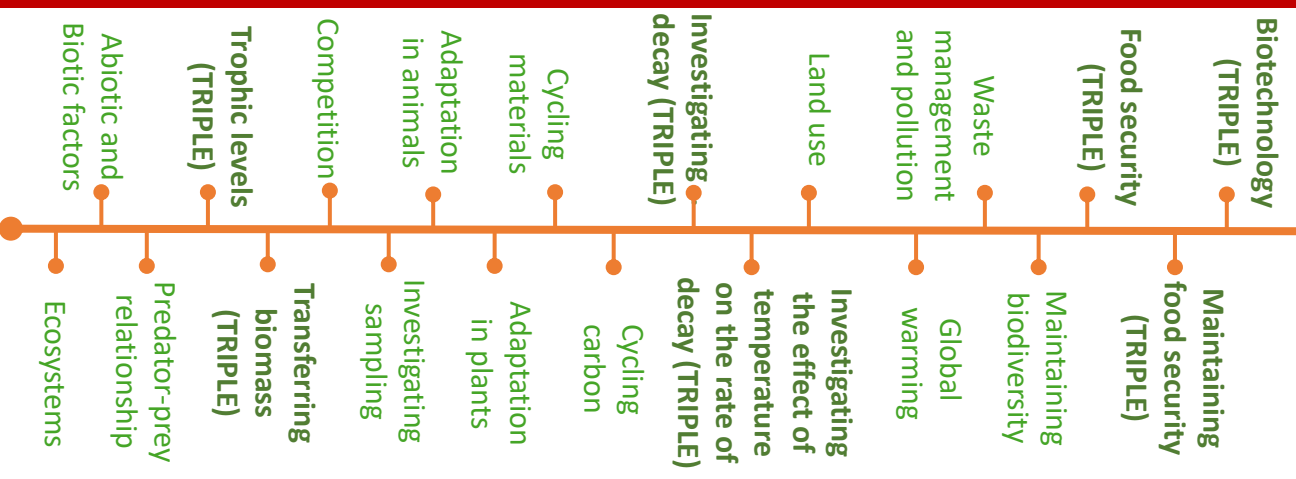 Ecosystems
Abiotic and
Biotic factors
Predator-prey
relationship
Trophic levels
(TRIPLE)
Transferring
biomass
(TRIPLE)
Competition
Investigating
sampling
Adaptation
in animals
Adaptation
in plants
Cycling
materials
Cycling
carbon
Investigating
decay (TRIPLE)
Investigating
the effect of
temperature
on the rate of
decay (TRIPLE)
Land use
Global
warming
Waste
management
and pollution
Maintaining
biodiversity
Food security
(TRIPLE)
Maintaining
food security
(TRIPLE)
Biotechnology
(TRIPLE)